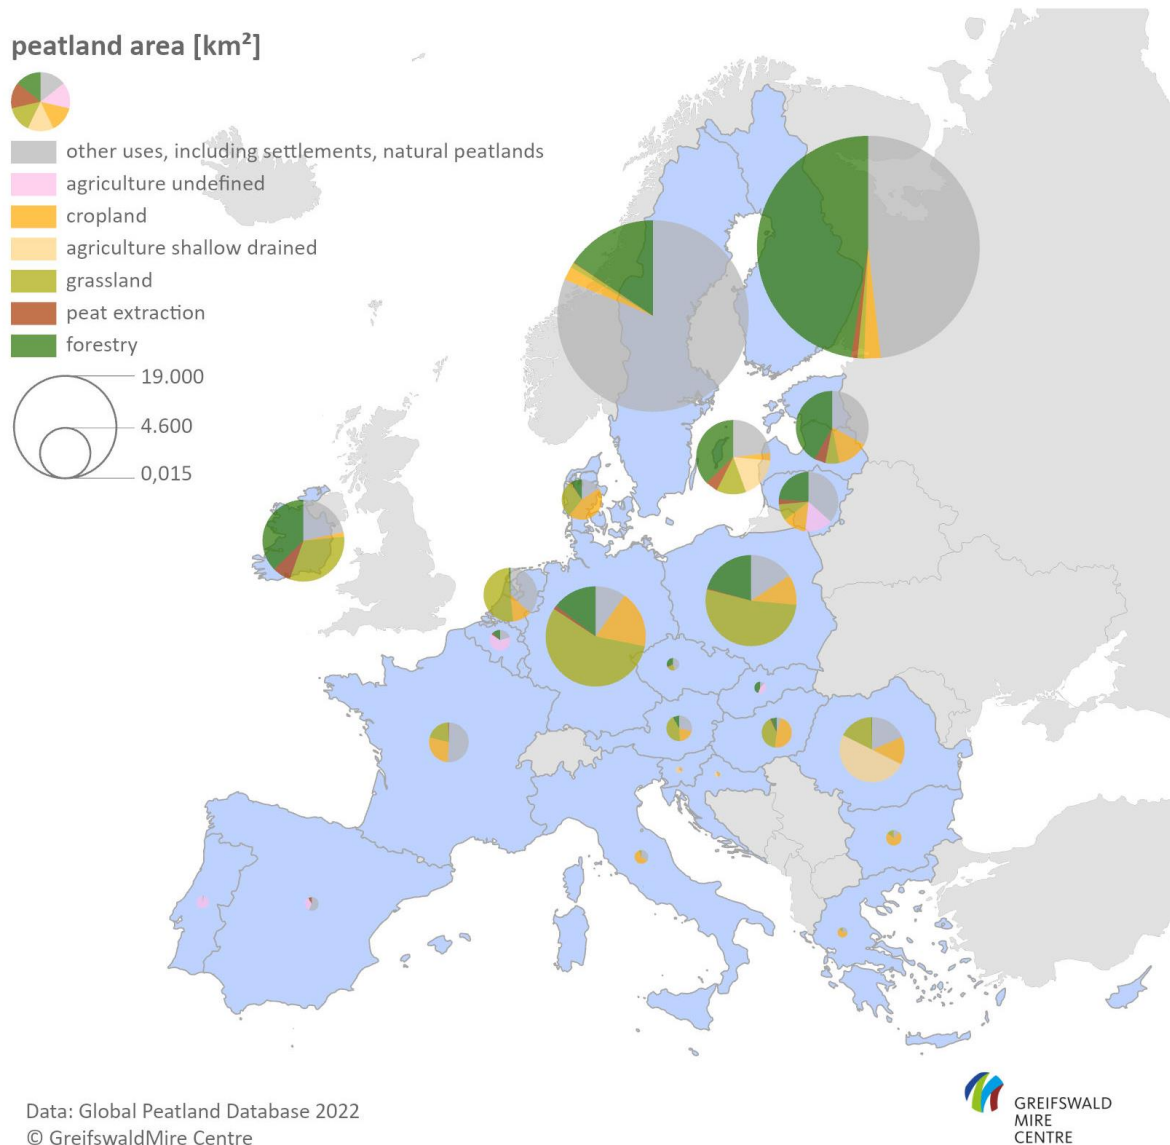 peatland area [km²]
other uses, including settlements, natural peatlands
agriculture undefined
cropland
agriculture shallow drained
grassland
peat extraction
forestry
19.000
4.600
0,015
Data: Global Peatland Database 2022
© GreifswaldMire Centre
GREIFSWALD
MIRE
CENTRE